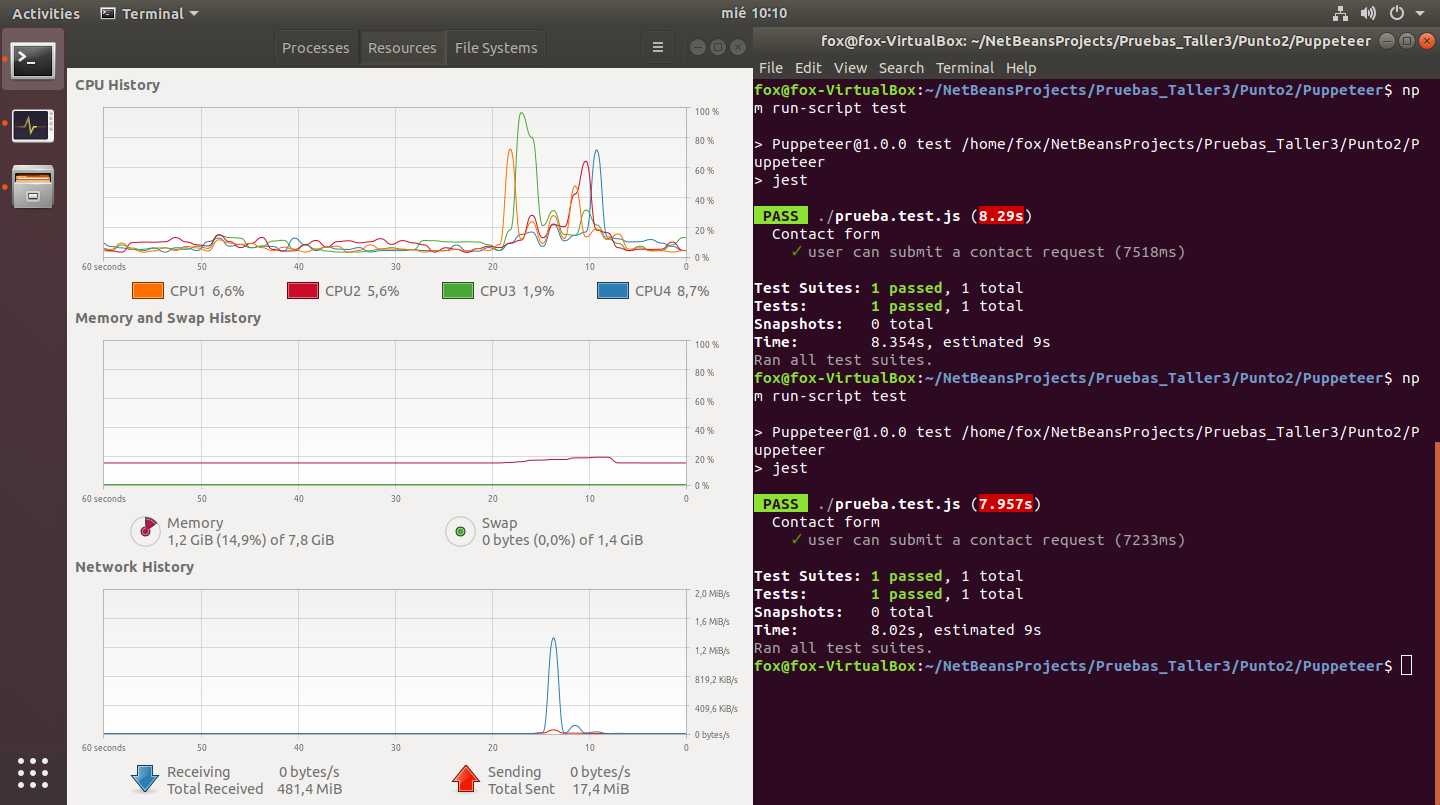 Activities
Terminal
mié 10:10
Processes
Resources
File Systems
CPU History
100 %
80 %
60 %
40 %
20 %
0 %
60 seconds
50
40
30
20
10
0
CPU1 6,6%
CPU2 5,6%
CPU3 1,9%
CPU4 8,7%
Memory and Swap History
100 %
80 %
60 %
40 %
20 %
0 %
60 seconds
50
40
30
20
10
0
Memory
1,2 GiB (14,9%) of 7,8 GiB
Swap
0 bytes (0,0%) of 1,4 GiB
Network History
2,0 MiB/s
1,6 MiB/s
1,2 MiB/s
819,2 KiB/s
409,6 KiB/s
0 bytes/s
60 seconds
50
40
30
20
10
0
Receiving 0 bytes/s
Total Received 481,4 MiB
Sending 0 bytes/s
Total Sent 17,4 MiB
fox@fox-VirtualBox: ~/NetBeansProjects/Pruebas_Taller3/Punto2/Puppeteer
File Edit View Search Terminal Help
fox@fox-VirtualBox:~/NetBeansProjects/Pruebas_Taller3/Punto2/Puppeteer$ np
m run-script test
> Puppeteer@1.0.0 test /home/fox/NetBeansProjects/Pruebas_Taller3/Punto2/P
uppeteer
> jest
PASS ./prueba.test.js (8.29s)
Contact form
✓ user can submit a contact request (7518ms)
Test Suites: 1 passed, 1 total
Tests: 1 passed, 1 total
Snapshots: 0 total
Time: 8.354s, estimated 9s
Ran all test suites.
fox@fox-VirtualBox:~/NetBeansProjects/Pruebas_Taller3/Punto2/Puppeteer$ np
m run-script test
> Puppeteer@1.0.0 test /home/fox/NetBeansProjects/Pruebas_Taller3/Punto2/P
uppeteer
> jest
PASS ./prueba.test.js (7.957s)
Contact form
✓ user can submit a contact request (7233ms)
Test Suites: 1 passed, 1 total
Tests: 1 passed, 1 total
Snapshots: 0 total
Time: 8.02s, estimated 9s
Ran all test suites.
fox@fox-VirtualBox:~/NetBeansProjects/Pruebas_Taller3/Punto2/Puppeteer$